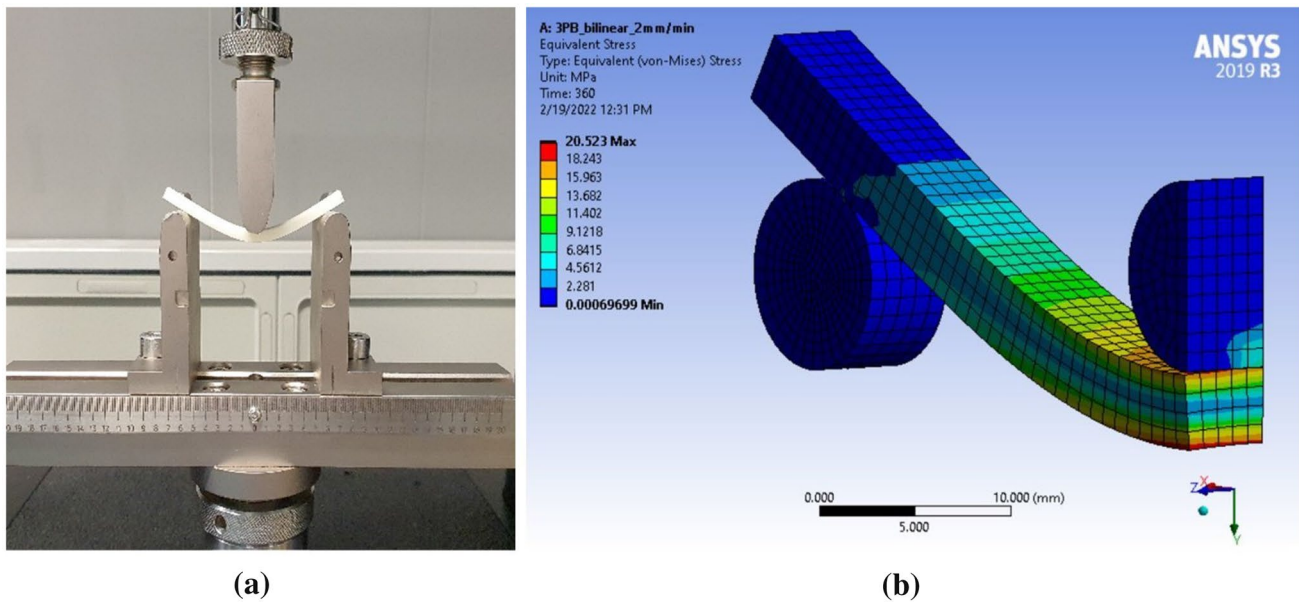 A: 3PB_bilinear_2mm/min
Equivalent Stress
Type: Equivalent (von-Mises) Stress
Unit: MPa
Time: 360
2/19/2022 12:31 PM
20.523 Max
18.243
15.963
13.682
11.402
9.1218
6.8415
4.5612
2.281
0.00069699 Min
ANSYS
2019 R3
0.000
10.000 (mm)
5.000
Z
X
Y
(a)
(b)